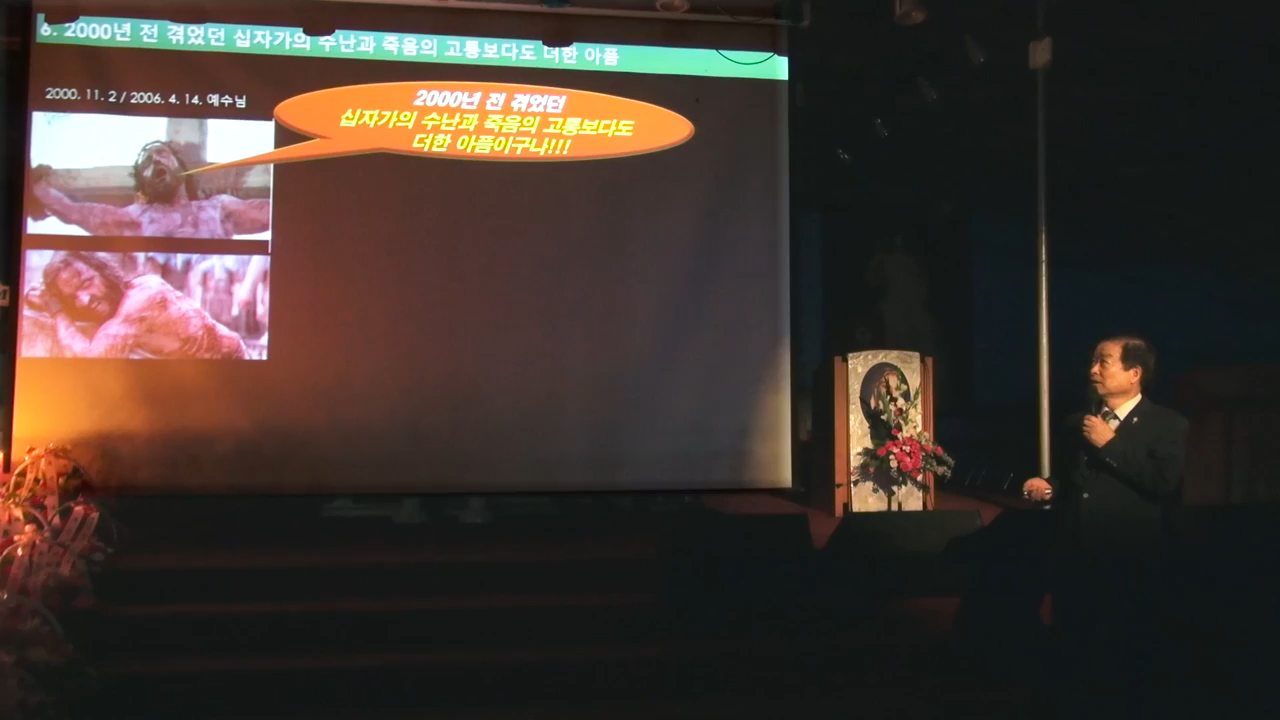 6. 2000년 전 겪었던 십자가의 수난과 죽음의 고통보다도 더한 아픔
2000. 11. 2 / 2006. 4. 14. 예수님
2000년 전 겪었던
십자가의 수난과 죽음의 고통보다도
더한 아픔이구나!!!